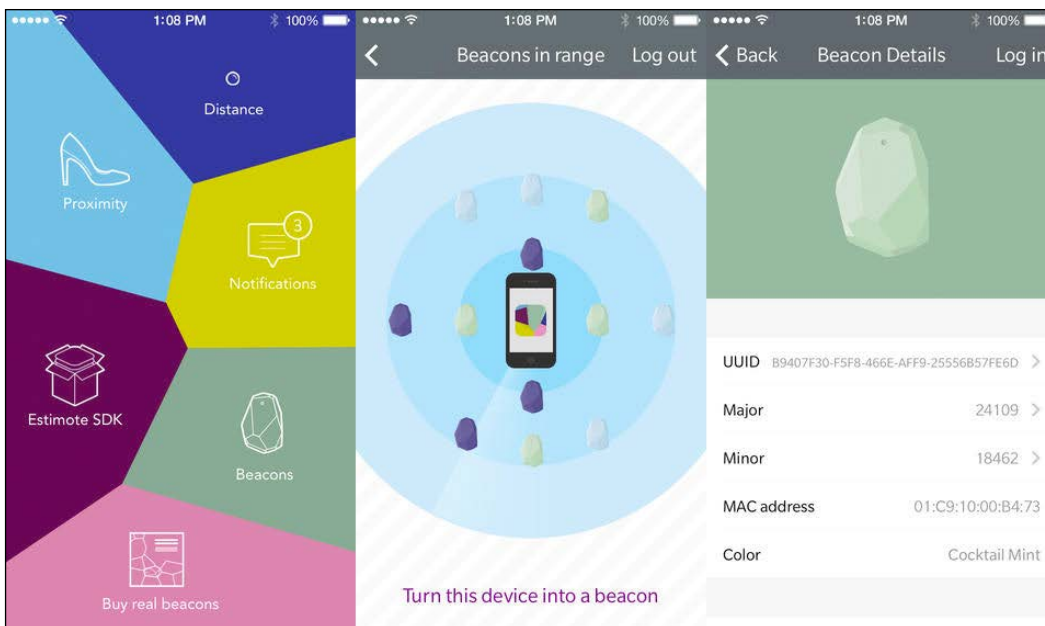 1:08 PM
100%
Distance
Proximity
3
Notifications
Estimote SDK
Beacons
Buy real beacons
1:08 PM
100%
Beacons in range
Log out
Turn this device into a beacon
1:08 PM
100%
Back
Beacon Details
Log in
UUID B9407F30-F5F8-466E-AFF9-25556B57FE6D
Major 24109
Minor 18462
MAC address 01:C9:10:00:B4:73
Color Cocktail Mint